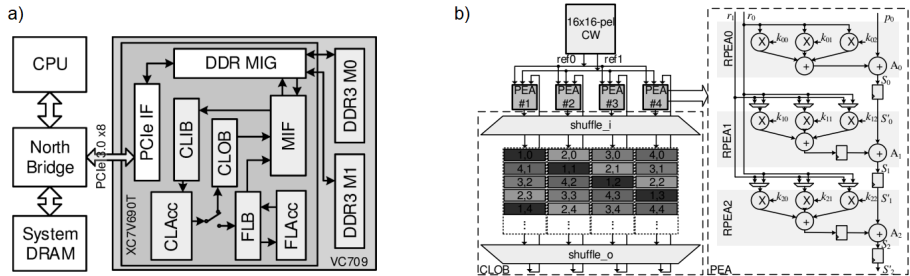 a)
CPU
North
Bridge
System
DRAM
PCIe 3.0 x8
XC7V690T
DDR MIG
PCIe IF
CLIB
CLOB
MIF
CLAcc
FLB
FLAcc
DDR3 M0
DDR3 M1
VC709
b)
16x16-pel
CW
ref0 ref1
PEA
#1
PEA
#2
PEA
#3
PEA
#4
shuffle_i
1,0 2,0 3,0 4,0
4,1 1,1 2,1 3,1
3,2 4,2 1,2 2,2
2,3 3,3 4,3 1,3
1,4 2,4 3,4 4,4
shuffle_o
ICLOB
r₁ r₀ p₀
RPEA0
X k₀₀ X k₀₁ X k₀₂
+ + A₀
S₀
S'₀
RPEA1
X k₁₀ X k₁₁ X k₁₂
+ + A₁
S₁
S'₁
RPEA2
X k₂₀ X k₂₁ X k₂₂
+ + A₂
S₂
S'₂
PEA